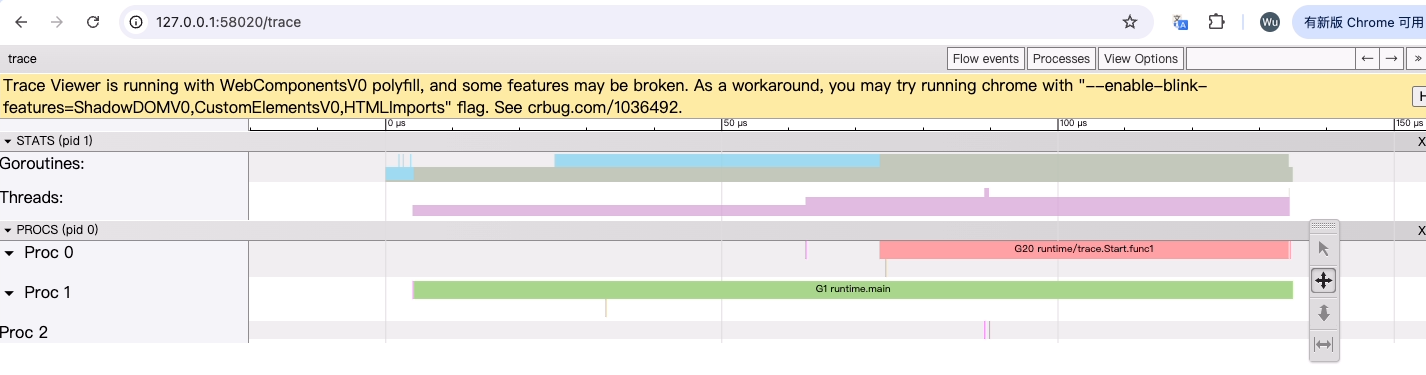 127.0.0.1:58020/trace
Wu
有新版 Chrome 可用
trace
Flow events
Processes
View Options
←
→
»
Trace Viewer is running with WebComponentsV0 polyfill, and some features may be broken. As a workaround, you may try running chrome with "--enable-blink-
features=ShadowDOMV0,CustomElementsV0,HTMLImports" flag. See crbug.com/1036492.
H
0 µs
50 µs
100 µs
150 µs
STATS (pid 1)
X
Goroutines:
Threads:
PROCS (pid 0)
X
Proc 0
G20 runtime/trace.Start.func1
Proc 1
G1 runtime.main
Proc 2